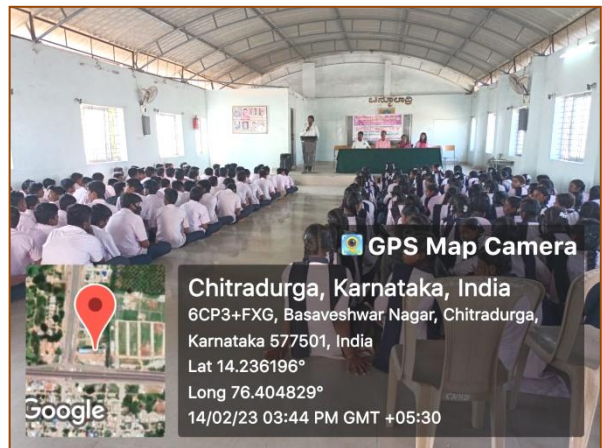 GPS Map Camera
Chitradurga, Karnataka, India
6CP3+FXG, Basaveshwar Nagar, Chitradurga,
Karnataka 577501, India
Lat 14.236196°
Long 76.404829°
14/02/23 03:44 PM GMT +05:30
Google